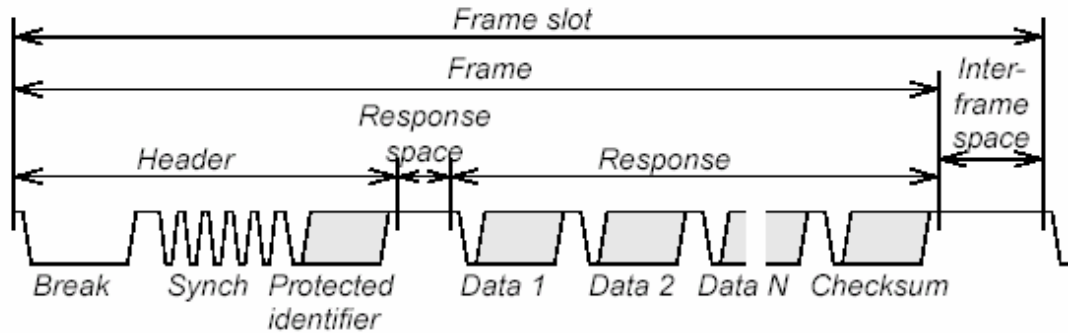 Frame slot
Frame
Inter-
frame
space
Response
space
Header
Response
Break
Synch
Protected
identifier
Data 1
Data 2
Data N
Checksum